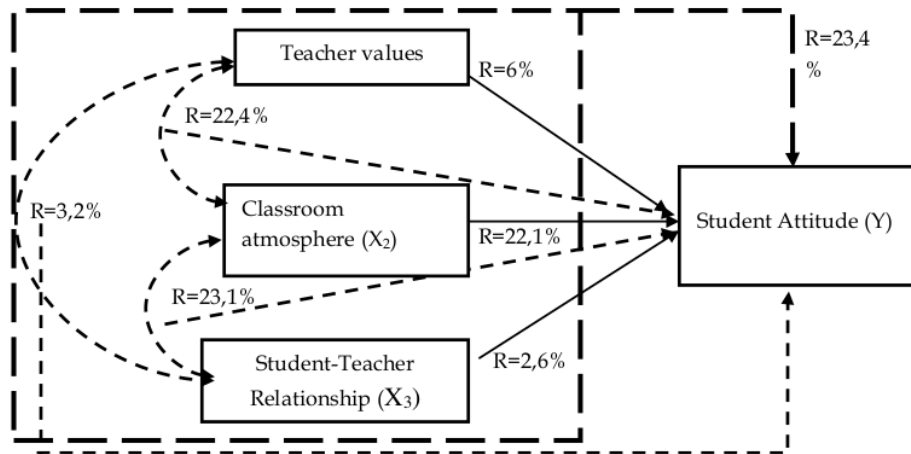 R=23,4
%
Teacher values
R=6%
R=22,4%
R=3,2%
Classroom
atmosphere (X₂)
Student Attitude (Y)
R=22,1%
R=23,1%
Student-Teacher
Relationship (X₃)
R=2,6%